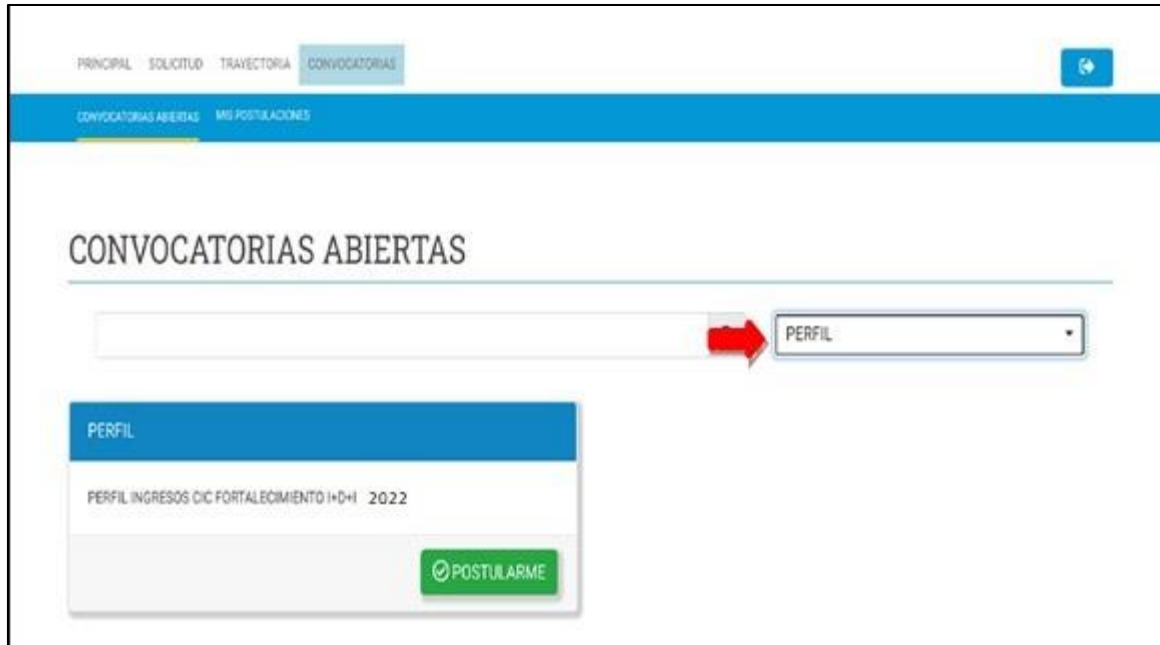 PRINCIPAL SOLICITUD TRAYECTORIA CONVOCATORIAS
CONVOCATORIAS ABIERTAS MIS POSTULACIONES
CONVOCATORIAS ABIERTAS
PERFIL
PERFIL
PERFIL INGRESOS CIC FORTALECIMIENTO I+D+I 2022
POSTULARME